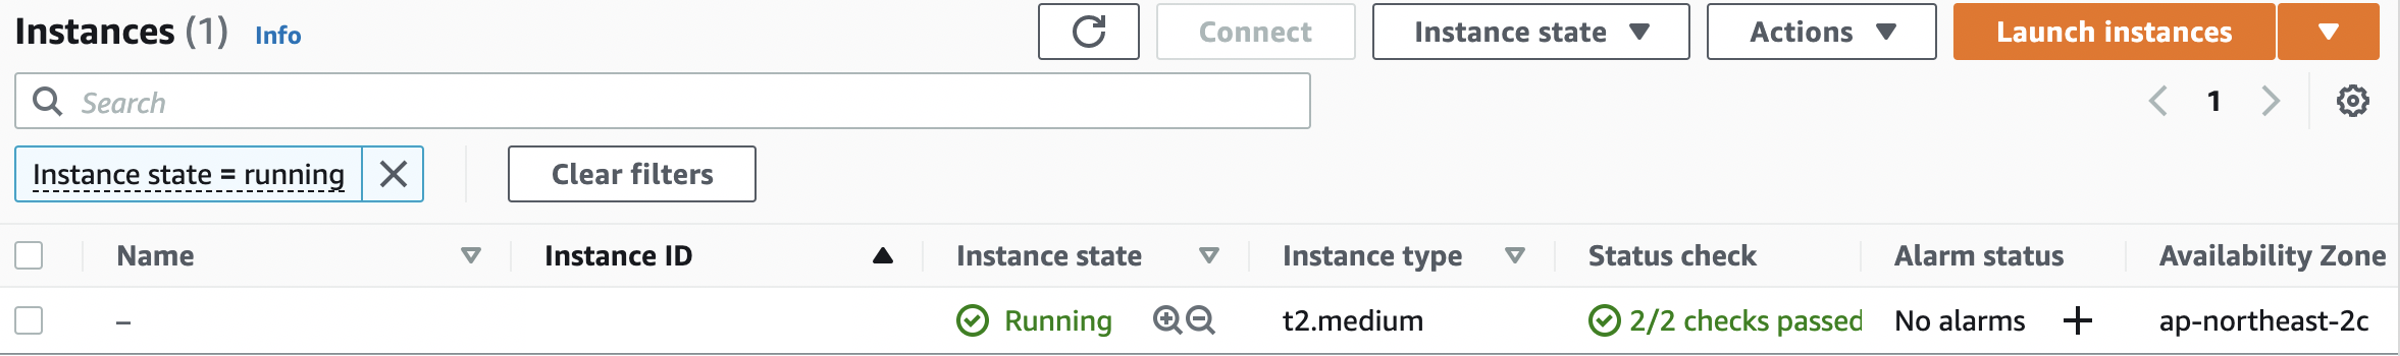 Instances (1) Info Connect Instance state Actions Launch instances
Search 1
Instance state = running Clear filters
Name Instance ID Instance state Instance type Status check Alarm status Availability Zone
– Running t2.medium 2/2 checks passed No alarms + ap-northeast-2c